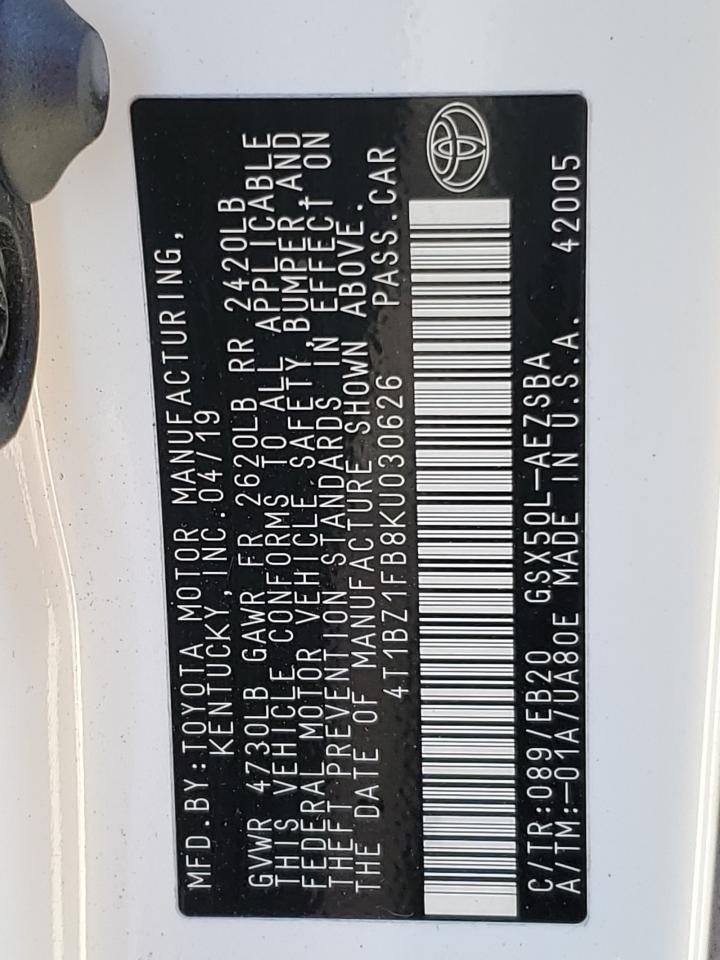 MFD.BY:TOYOTA MOTOR MANUFACTURING,
KENTUCKY, INC.04/19
GVWR 4730LB GAWR FR 2620LB RR 2420LB
THIS VEHICLE CONFORMS TO ALL APPLICABLE
FEDERAL MOTOR VEHICLE SAFETY,BUMPER,AND
THEFT PREVENTION STANDARDS IN EFFECT ON
THE DATE OF MANUFACTURE SHOWN ABOVE.
4T1BZ1FB8KU030626 PASS.CAR
C/TR:089/EB20 GSX50L-AEZSBA
A/TM:-01A/UA80E MADE IN U.S.A. 42005